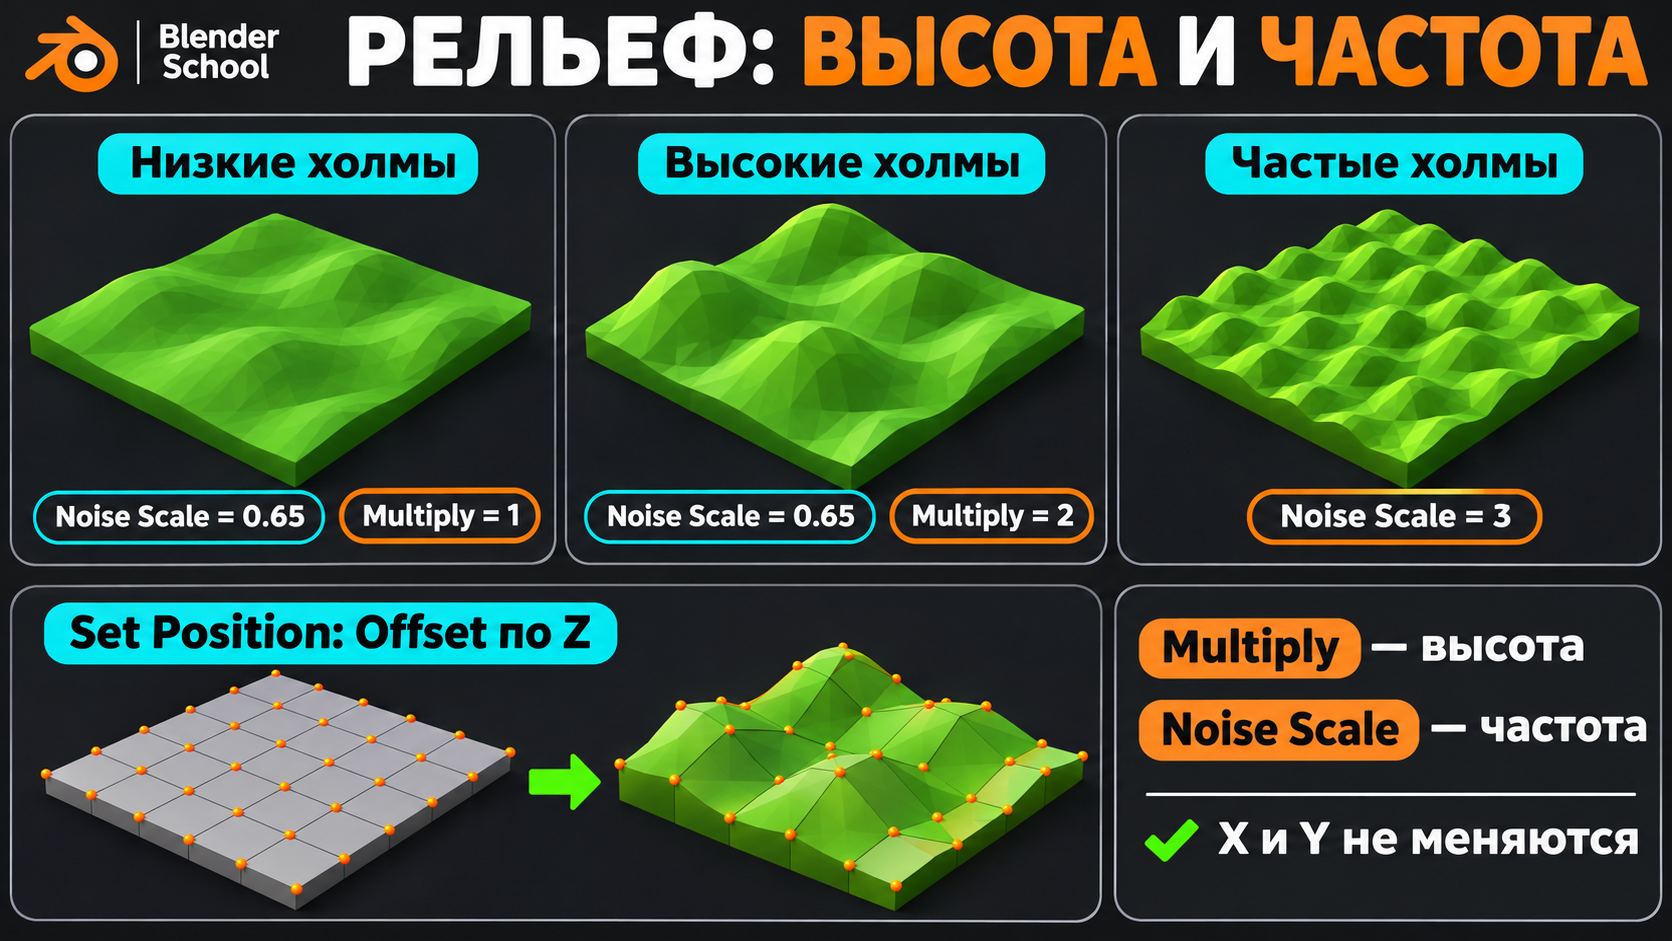 Blender
School
РЕЛЬЕФ: ВЫСОТА И ЧАСТОТА
Низкие холмы
Noise Scale = 0.65
Multiply = 1
Высокие холмы
Noise Scale = 0.65
Multiply = 2
Частые холмы
Noise Scale = 3
Set Position: Offset по Z
Multiply — высота
Noise Scale — частота
X и Y не меняются